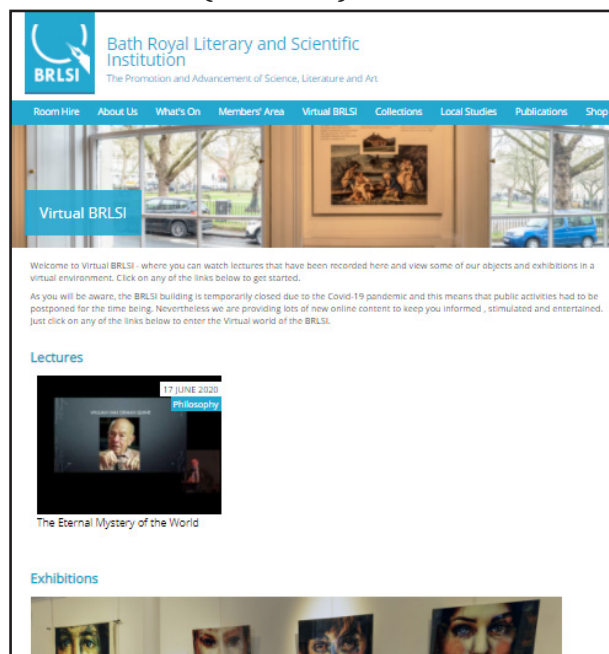 BRLSI
Bath Royal Literary and Scientific
Institution
The Promotion and Advancement of Science, Literature and Art
Room Hire About Us What's On Members' Area Virtual BRLSI Collections Local Studies Publications Shop
Virtual BRLSI
Welcome to Virtual BRLSI - where you can watch lectures that have been recorded here and view some of our objects and exhibitions in a
virtual environment. Click on any of the links below to get started.
As you will be aware, the BRLSI building is temporarily closed due to the Covid-19 pandemic and this means that public activities had to be
postponed for the time being. Nevertheless we are providing lots of new online content to keep you informed , stimulated and entertained.
Just click on any of the links below to enter the Virtual world of the BRLSI.
Lectures
17 JUNE 2020
Philosophy
The Eternal Mystery of the World
Exhibitions